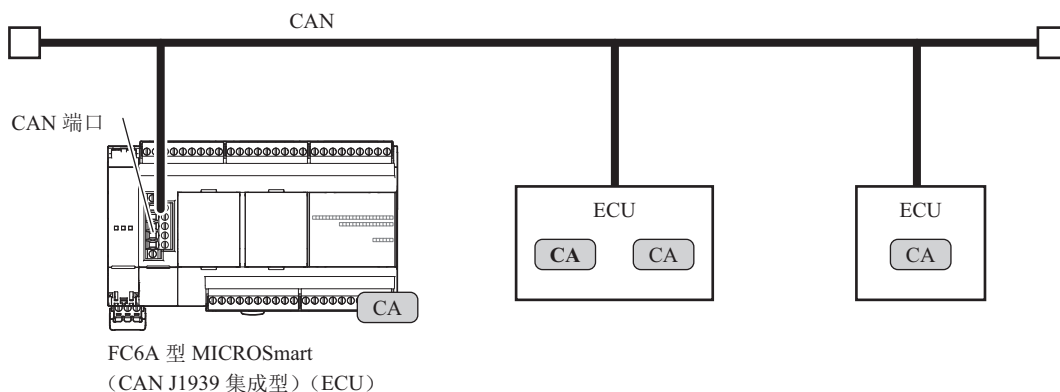 CAN
CAN 端口
ECU
ECU
CA
CA
CA
CA
FC6A 型 MICROSmart
（CAN J1939 集成型）(ECU）